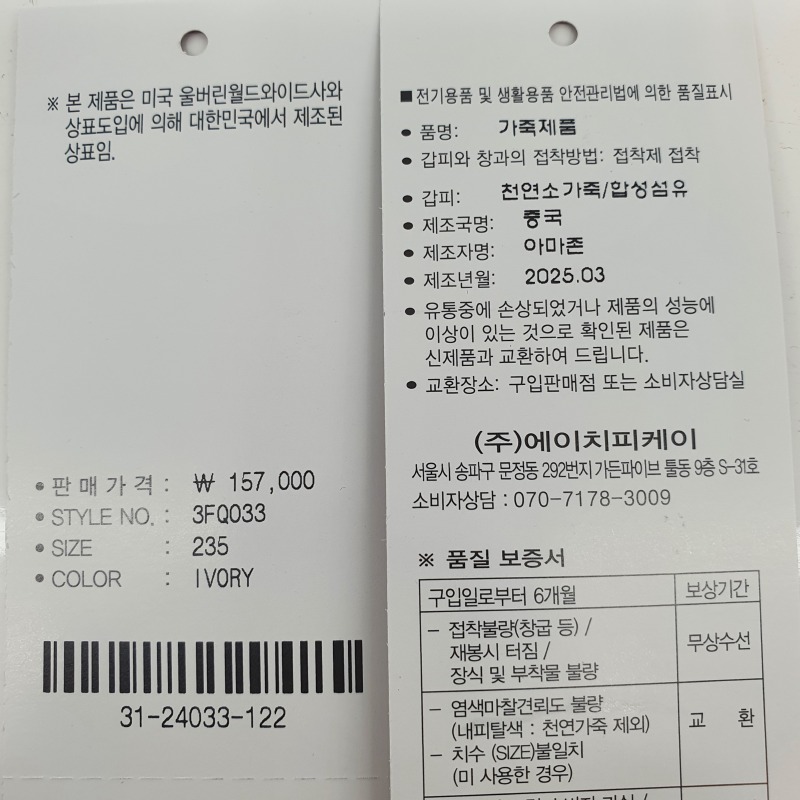 ※ 본 제품은 미국 울버린월드와이드사와
상표도입에 의해 대한민국에서 제조된
상표임.
• 판매가격 : ₩ 157,000
• STYLE NO. : 3FQ033
• SIZE : 235
• COLOR : IVORY
31-24033-122
■ 전기용품 및 생활용품 안전관리법에 의한 품질표시
• 품명: 가죽제품
• 갑피와 창과의 접착방법: 접착제 접착
• 갑피: 천연소가죽/합성섬유
• 제조국명: 중국
• 제조자명: 아마존
• 제조년월: 2025.03
• 유통중에 손상되었거나 제품의 성능에
이상이 있는 것으로 확인된 제품은
신제품과 교환하여 드립니다.
• 교환장소: 구입판매점 또는 소비자상담실
(주)에이치피케이
서울시 송파구 문정동 292번지 가든파이브 툴동 9층 S-31호
소비자상담 : 070-7178-3009
※ 품질 보증서
구입일로부터 6개월 보상기간
- 접착불량(창굽 등) /
재봉시 터짐 /
장식 및 부착물 불량
무상수선
- 염색마찰견뢰도 불량
(내피탈색 : 천연가죽 제외)
- 치수 (SIZE)불일치
(미 사용한 경우)
교 환